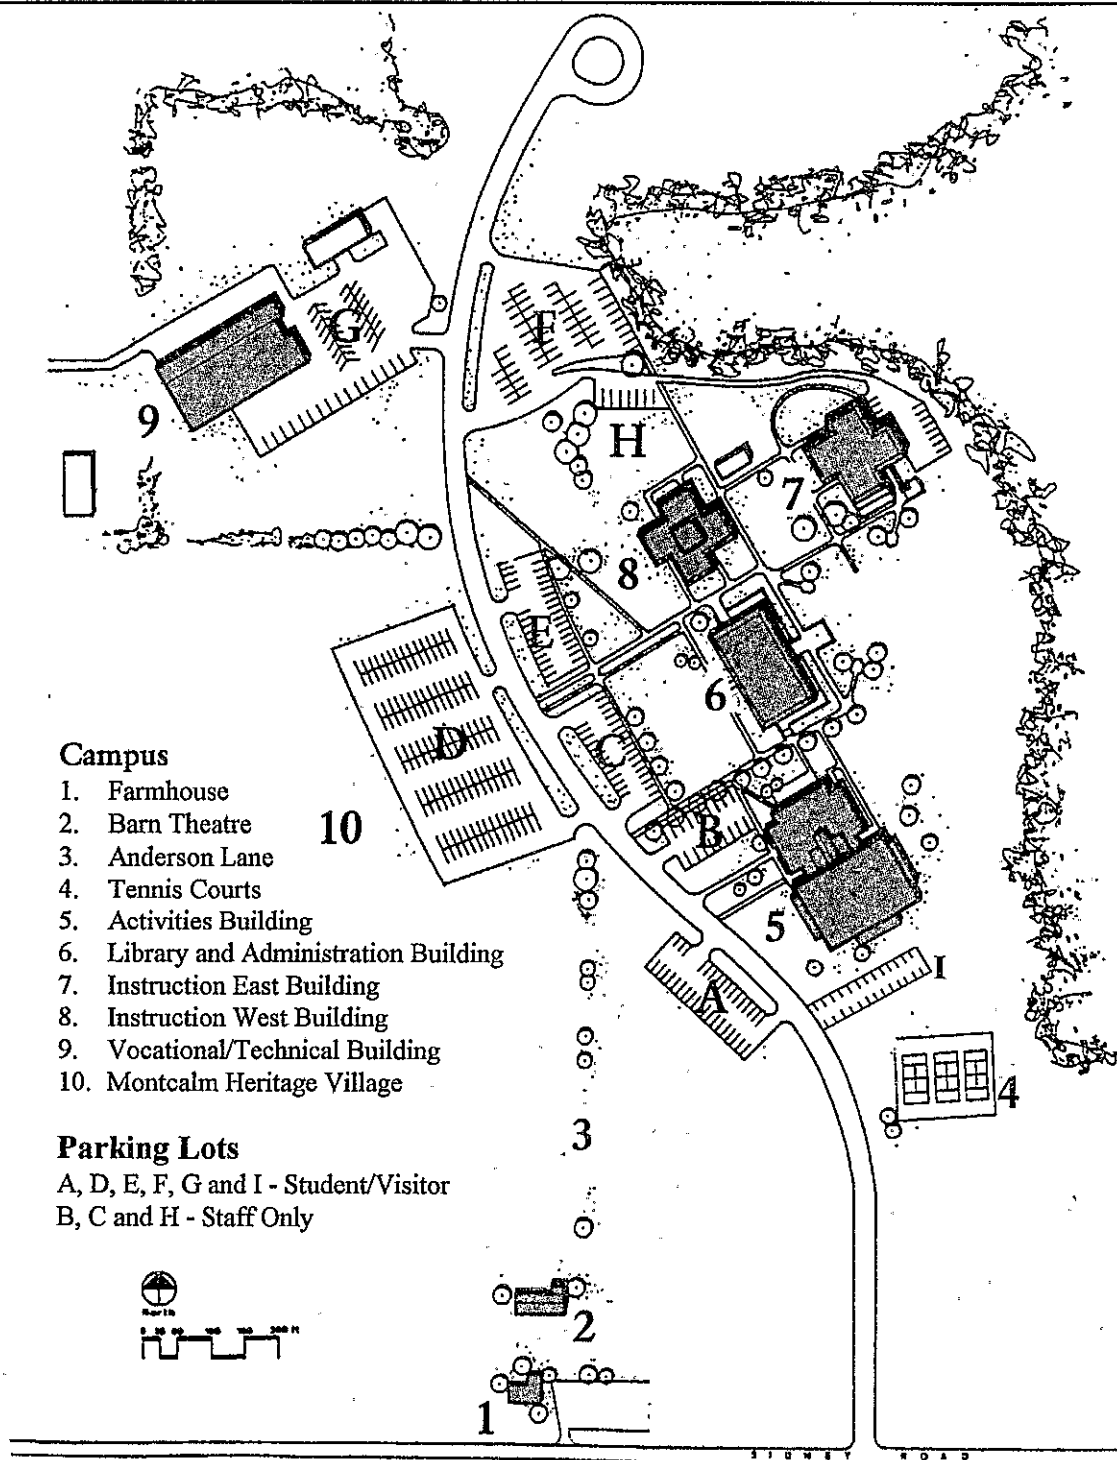 F
G
9
H
7
8
E
6
D
C
Campus
1. Farmhouse
2. Barn Theatre
3. Anderson Lane
4. Tennis Courts
5. Activities Building
6. Library and Administration Building
7. Instruction East Building
8. Instruction West Building
9. Vocational/Technical Building
10. Montcalm Heritage Village
10
B
5
I
A
4
3
Parking Lots
A, D, E, F, G and I - Student/Visitor
B, C and H - Staff Only
North
2
1
SIDNEY ROAD